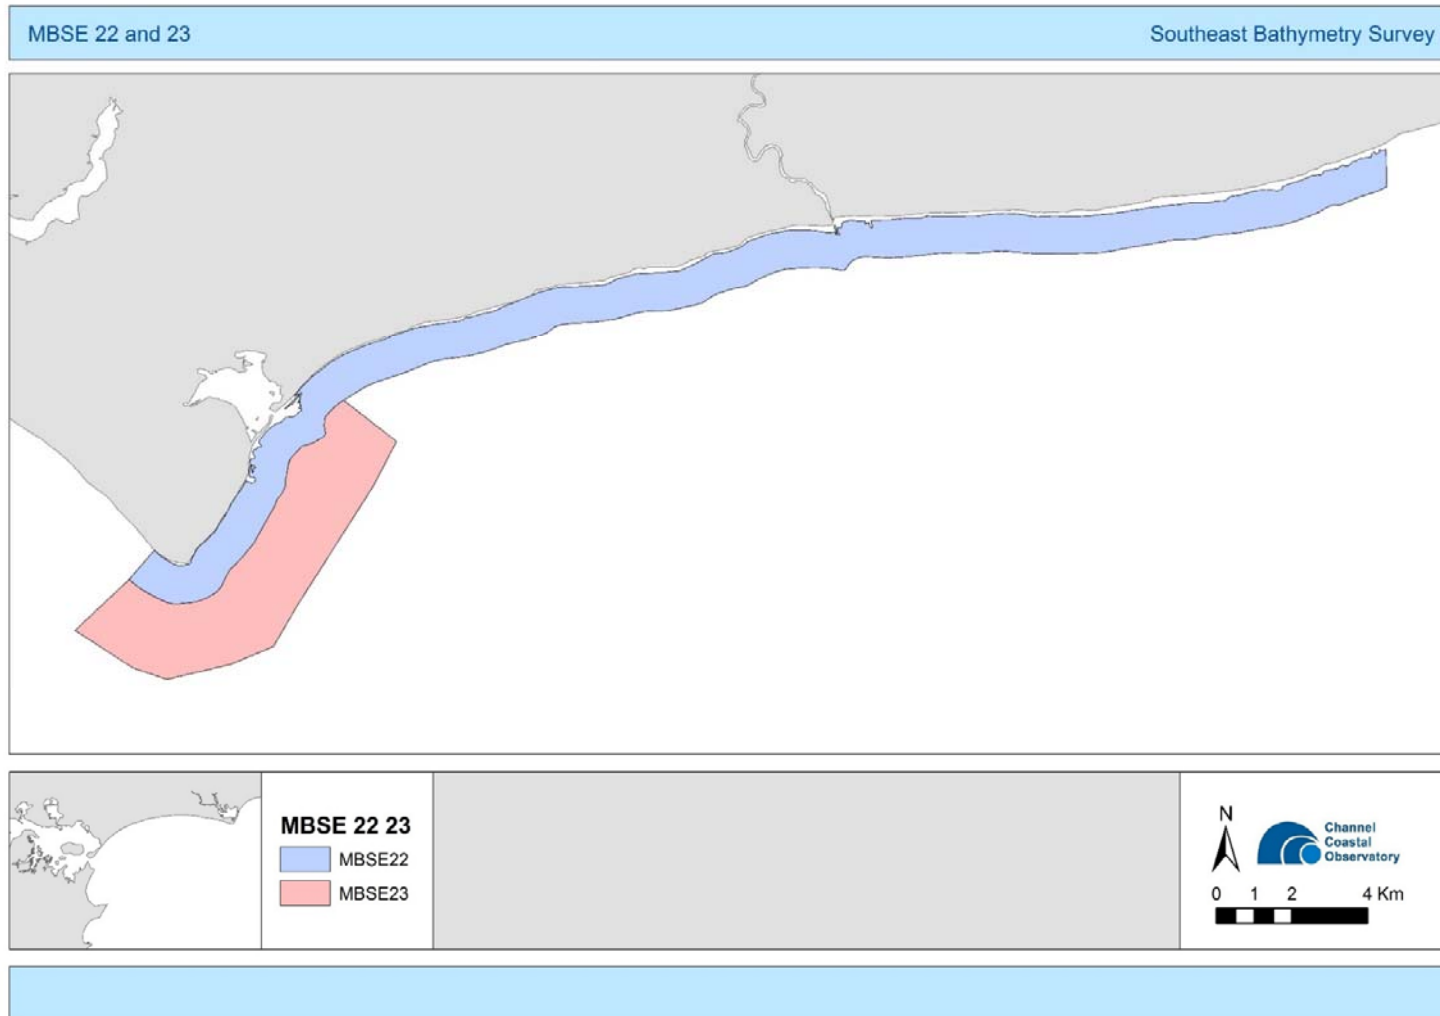 MBSE 22 and 23
Southeast Bathymetry Survey
MBSE 22 23
MBSE22
MBSE23
N
Channel
Coastal
Observatory
0 1 2 4 Km